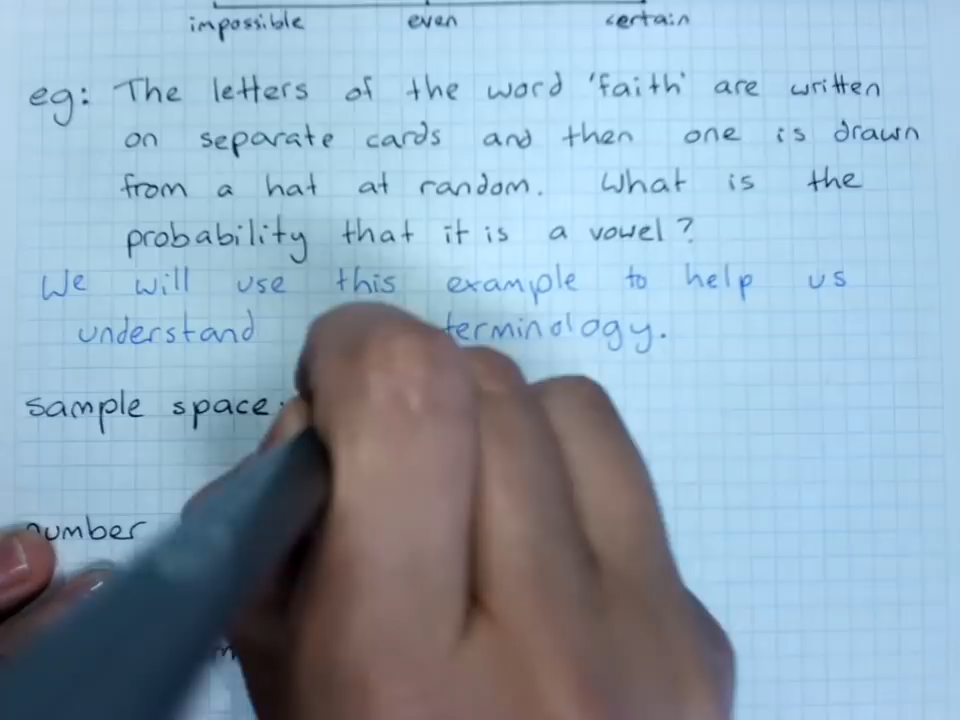 impossible even certain
eg: The letters of the word 'faith' are written
on separate cards and then one is drawn
from a hat at random. What is the
probability that it is a vowel?
We will use this example to help us
understand terminology.
sample space:
number